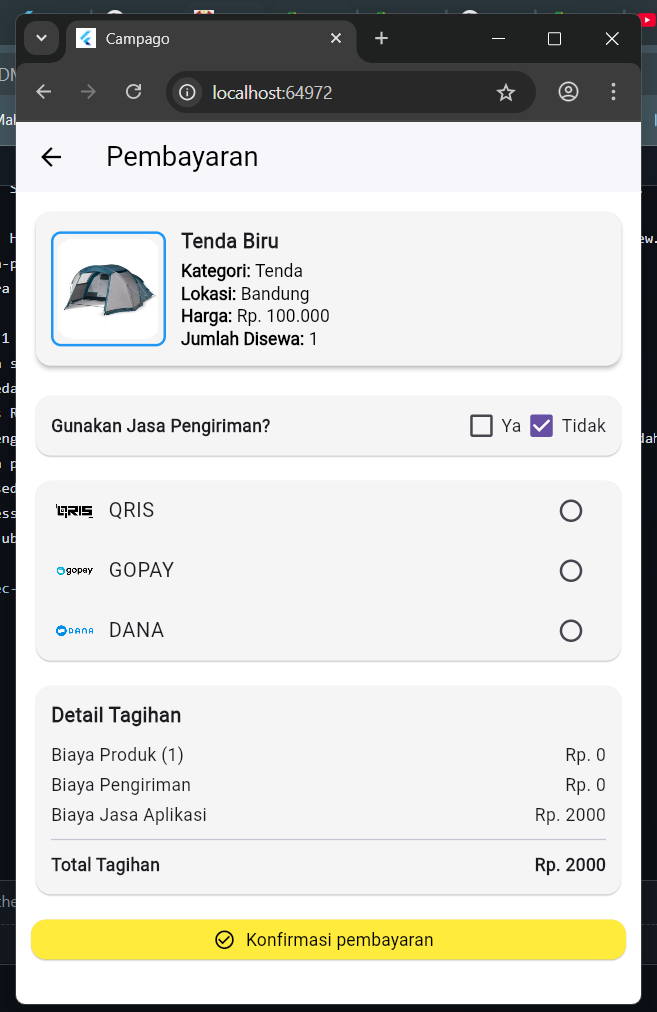 Campago
localhost:64972
Pembayaran
Tenda Biru
Kategori: Tenda
Lokasi: Bandung
Harga: Rp. 100.000
Jumlah Disewa: 1
Gunakan Jasa Pengiriman? Ya Tidak
QRIS QRIS
gopay GOPAY
DANA DANA
Detail Tagihan
Biaya Produk (1) Rp. 0
Biaya Pengiriman Rp. 0
Biaya Jasa Aplikasi Rp. 2000
Total Tagihan Rp. 2000
Konfirmasi pembayaran